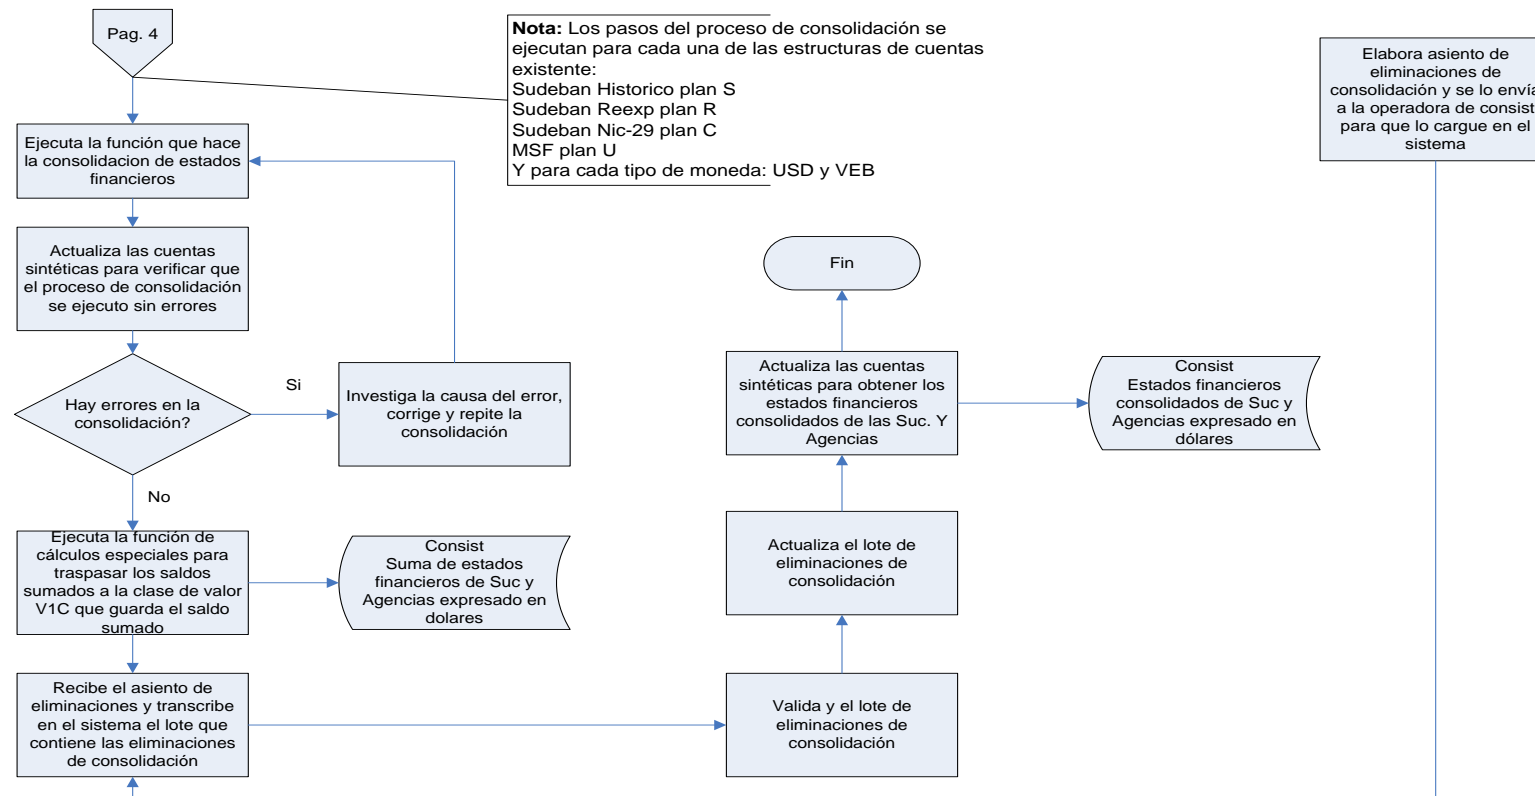 Pag. 4
Nota: Los pasos del proceso de consolidación se
ejecutan para cada una de las estructuras de cuentas
existente:
Sudeban Historico plan S
Sudeban Reexp plan R
Sudeban Nic-29 plan C
MSF plan U
Y para cada tipo de moneda: USD y VEB
Elabora asiento de
eliminaciones de
consolidación y se lo envía
a la operadora de consist
para que lo cargue en el
sistema
Ejecuta la función que hace
la consolidacion de estados
financieros
Actualiza las cuentas
sintéticas para verificar que
el proceso de consolidación
se ejecuto sin errores
Hay errores en la
consolidación?
Si
Investiga la causa del error,
corrige y repite la
consolidación
No
Ejecuta la función de
cálculos especiales para
traspasar los saldos
sumados a la clase de valor
V1C que guarda el saldo
sumado
Consist
Suma de estados
financieros de Suc y
Agencias expresado en
dolares
Recibe el asiento de
eliminaciones y transcribe
en el sistema el lote que
contiene las eliminaciones
de consolidación
Fin
Actualiza las cuentas
sintéticas para obtener los
estados financieros
consolidados de las Suc. Y
Agencias
Consist
Estados financieros
consolidados de Suc y
Agencias expresado en
dólares
Actualiza el lote de
eliminaciones de
consolidación
Valida y el lote de
eliminaciones de
consolidación